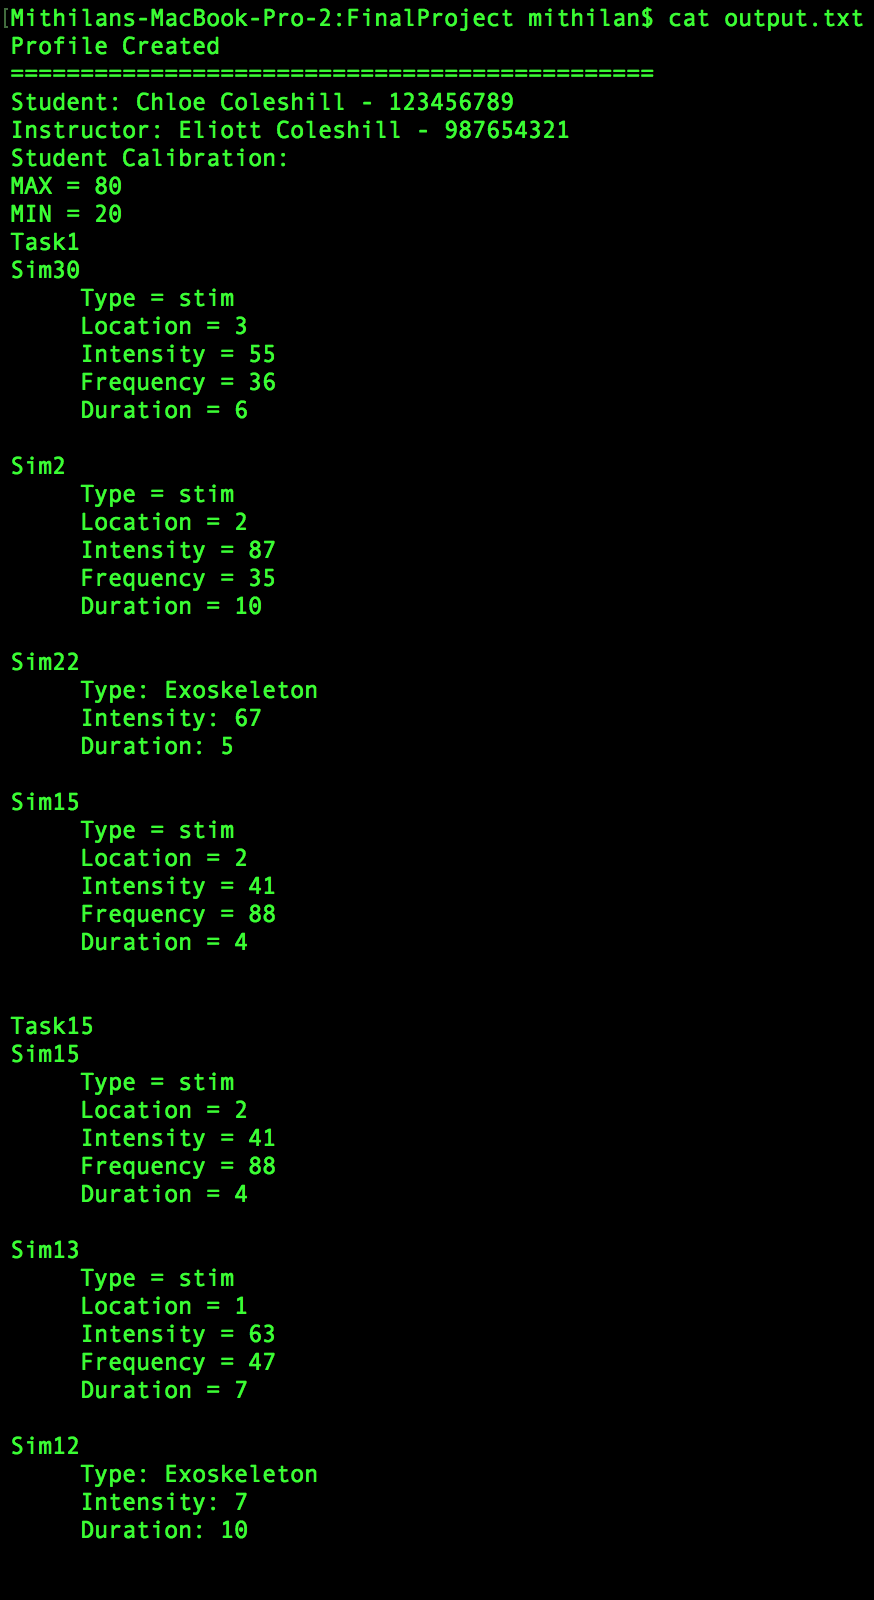 Mithilans-MacBook-Pro-2:FinalProject mithilan$ cat output.txt
Profile Created
==============================================
Student: Chloe Coleshill - 123456789
Instructor: Eliott Coleshill - 987654321
Student Calibration:
MAX = 80
MIN = 20
Task1
Sim30
     Type = stim
     Location = 3
     Intensity = 55
     Frequency = 36
     Duration = 6

Sim2
     Type = stim
     Location = 2
     Intensity = 87
     Frequency = 35
     Duration = 10

Sim22
     Type: Exoskeleton
     Intensity: 67
     Duration: 5

Sim15
     Type = stim
     Location = 2
     Intensity = 41
     Frequency = 88
     Duration = 4


Task15
Sim15
     Type = stim
     Location = 2
     Intensity = 41
     Frequency = 88
     Duration = 4

Sim13
     Type = stim
     Location = 1
     Intensity = 63
     Frequency = 47
     Duration = 7

Sim12
     Type: Exoskeleton
     Intensity: 7
     Duration: 10